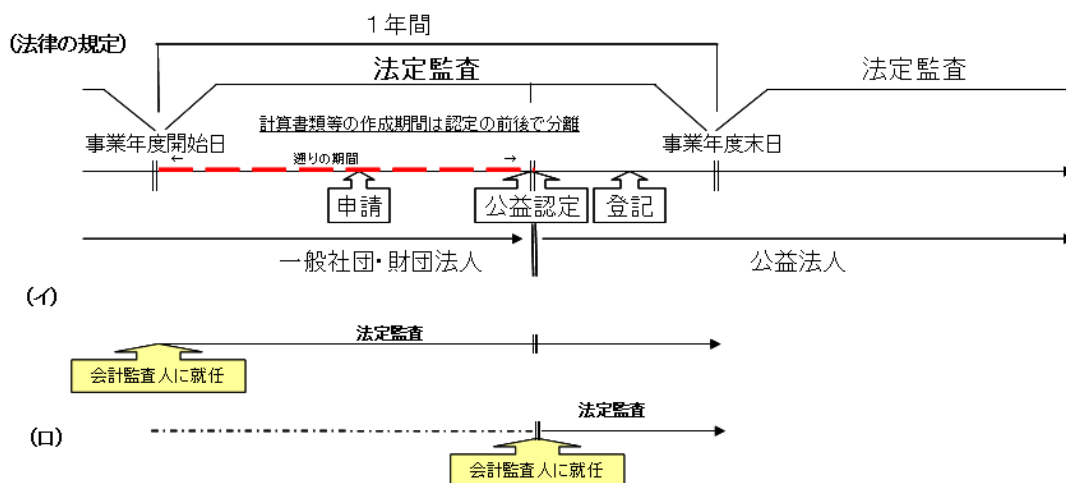 １年間
(法律の規定)
法定監査
法定監査
計算書類等の作成期間は認定の前後で分離
事業年度開始日
事業年度末日
← 遡りの期間 →
申請
公益認定
登記
一般社団・財団法人
公益法人
(イ)
法定監査
会計監査人に就任
法定監査
(ロ)
会計監査人に就任